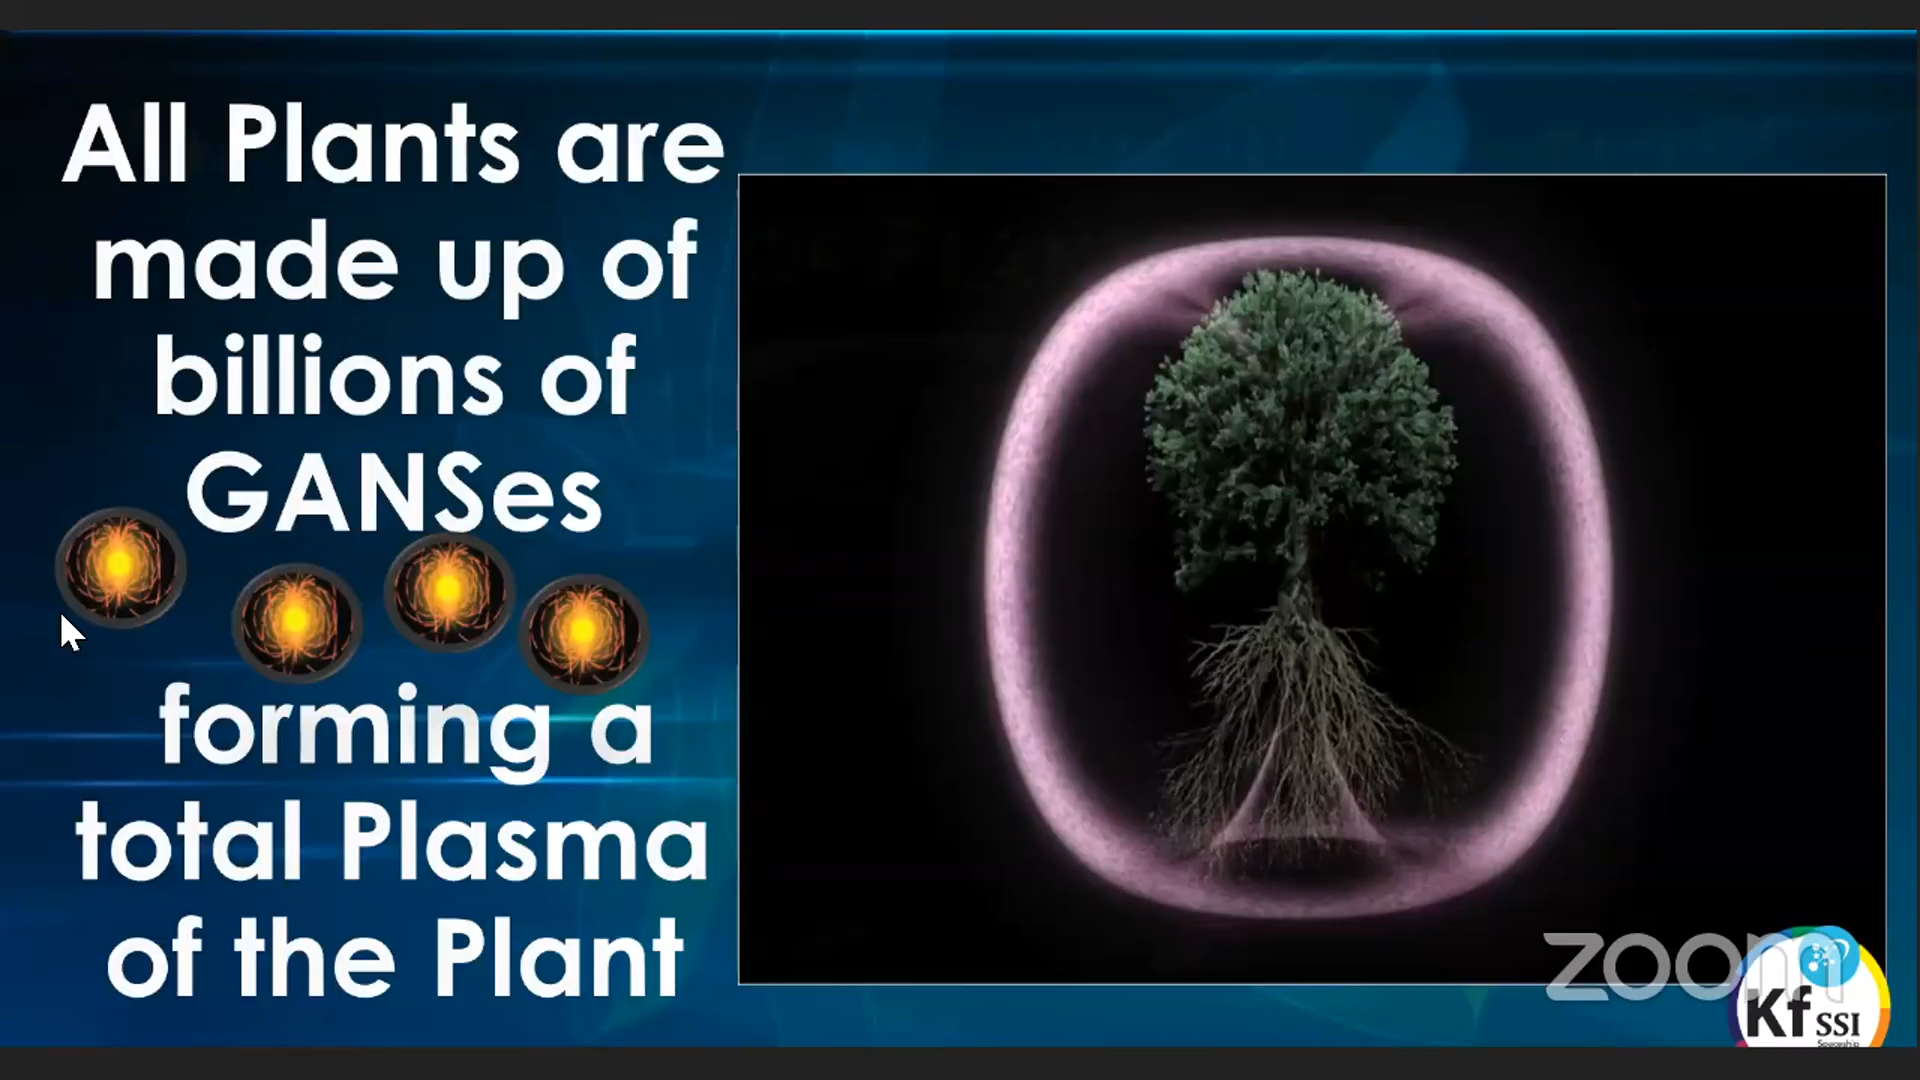 All Plants are
made up of
billions of
GANSes
forming a
total Plasma
of the Plant
zoom
Kf SSI